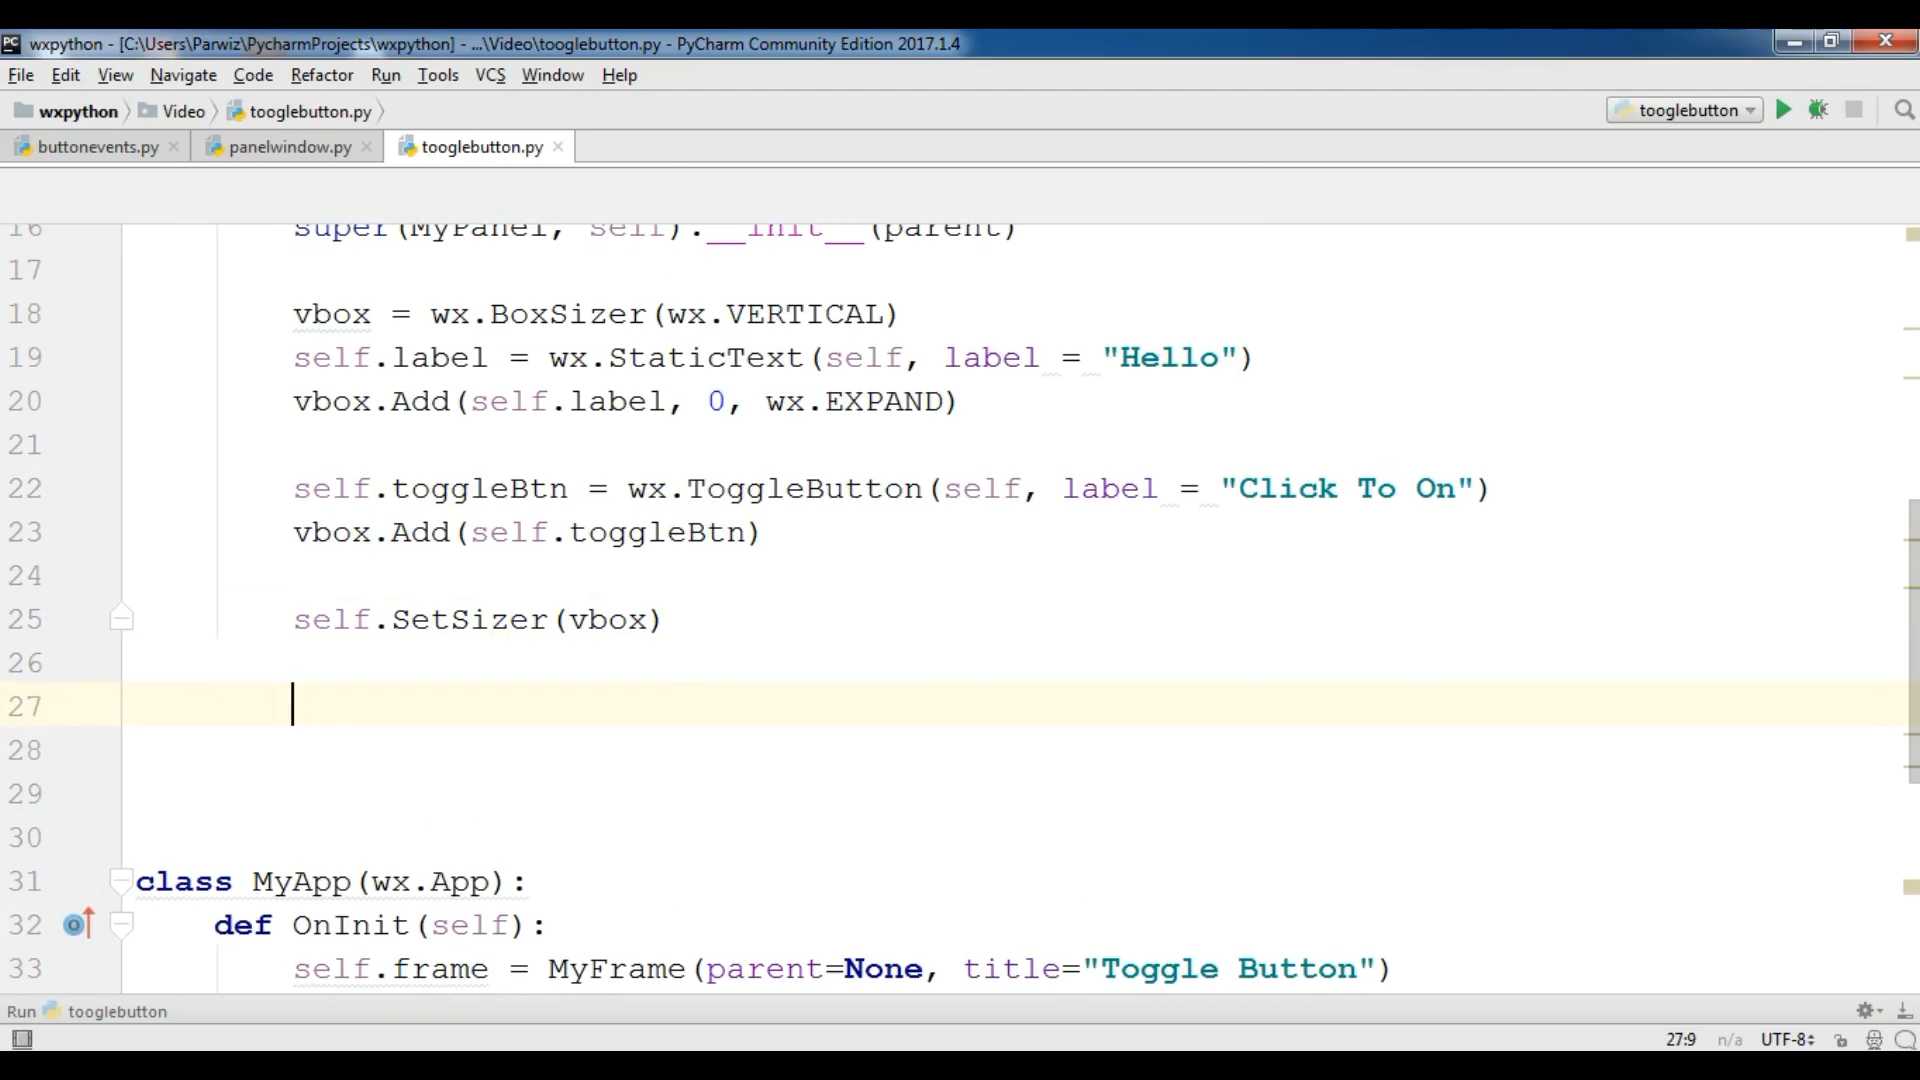 wxpython - [C:\Users\Parwiz\PycharmProjects\wxpython] - ...\Video\tooglebutton.py - PyCharm Community Edition 2017.1.4
File Edit View Navigate Code Refactor Run Tools VCS Window Help
wxpython Video tooglebutton.py tooglebutton
buttonevents.py panelwindow.py tooglebutton.py
16 super(MyPanel, self).__init__(parent)
17
18 vbox = wx.BoxSizer(wx.VERTICAL)
19 self.label = wx.StaticText(self, label = "Hello")
20 vbox.Add(self.label, 0, wx.EXPAND)
21
22 self.toggleBtn = wx.ToggleButton(self, label = "Click To On")
23 vbox.Add(self.toggleBtn)
24
25 self.SetSizer(vbox)
26
27
28
29
30
31 class MyApp(wx.App):
32 def OnInit(self):
33 self.frame = MyFrame(parent=None, title="Toggle Button")
Run tooglebutton
27:9 n/a UTF-8